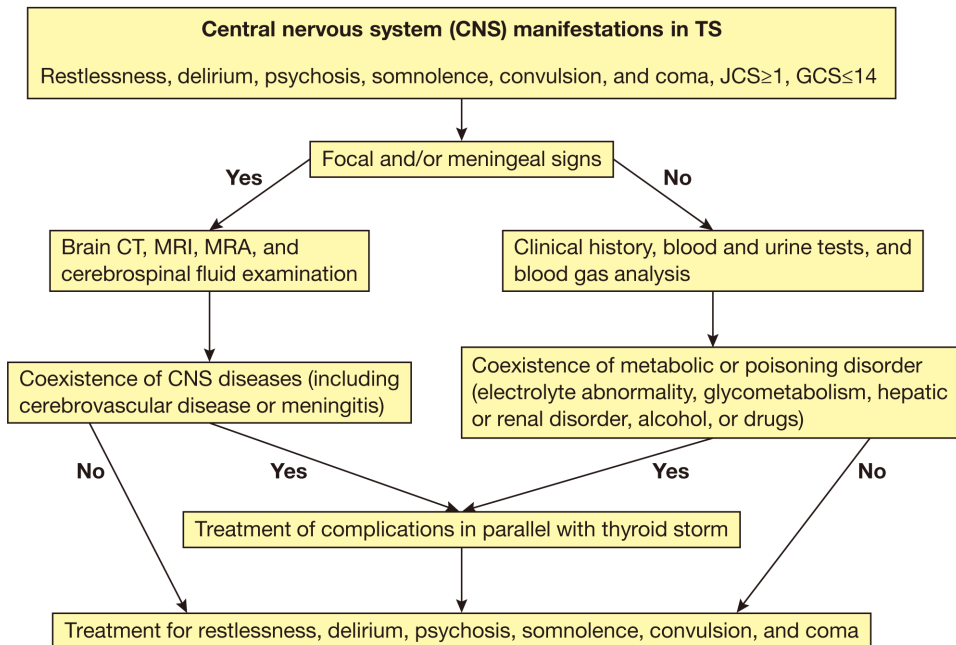 Central nervous system (CNS) manifestations in TS
Restlessness, delirium, psychosis, somnolence, convulsion, and coma, JCS≥1, GCS≤14
Focal and/or meningeal signs
Yes
No
Brain CT, MRI, MRA, and
cerebrospinal fluid examination
Clinical history, blood and urine tests, and
blood gas analysis
Coexistence of CNS diseases (including
cerebrovascular disease or meningitis)
Coexistence of metabolic or poisoning disorder
(electrolyte abnormality, glycometabolism, hepatic
or renal disorder, alcohol, or drugs)
No
Yes
Yes
No
Treatment of complications in parallel with thyroid storm
Treatment for restlessness, delirium, psychosis, somnolence, convulsion, and coma